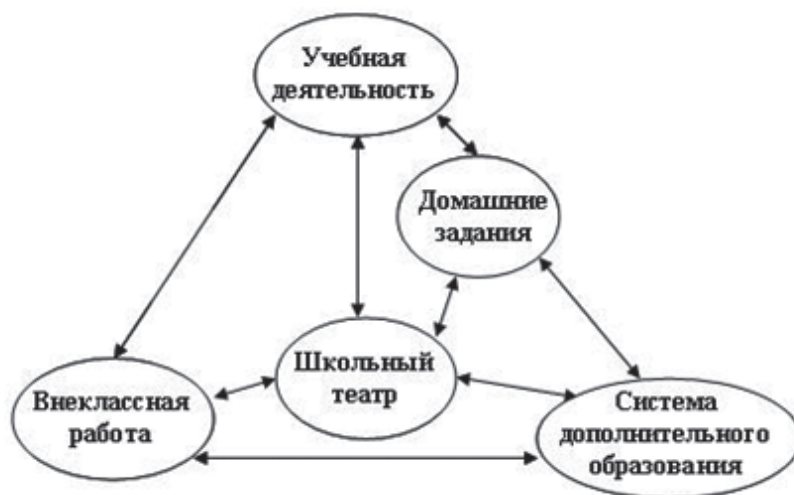 Учебная
деятельность
Домашние
задания
Школьный
театр
Внеклассная
работа
Система
дополнительного
образования